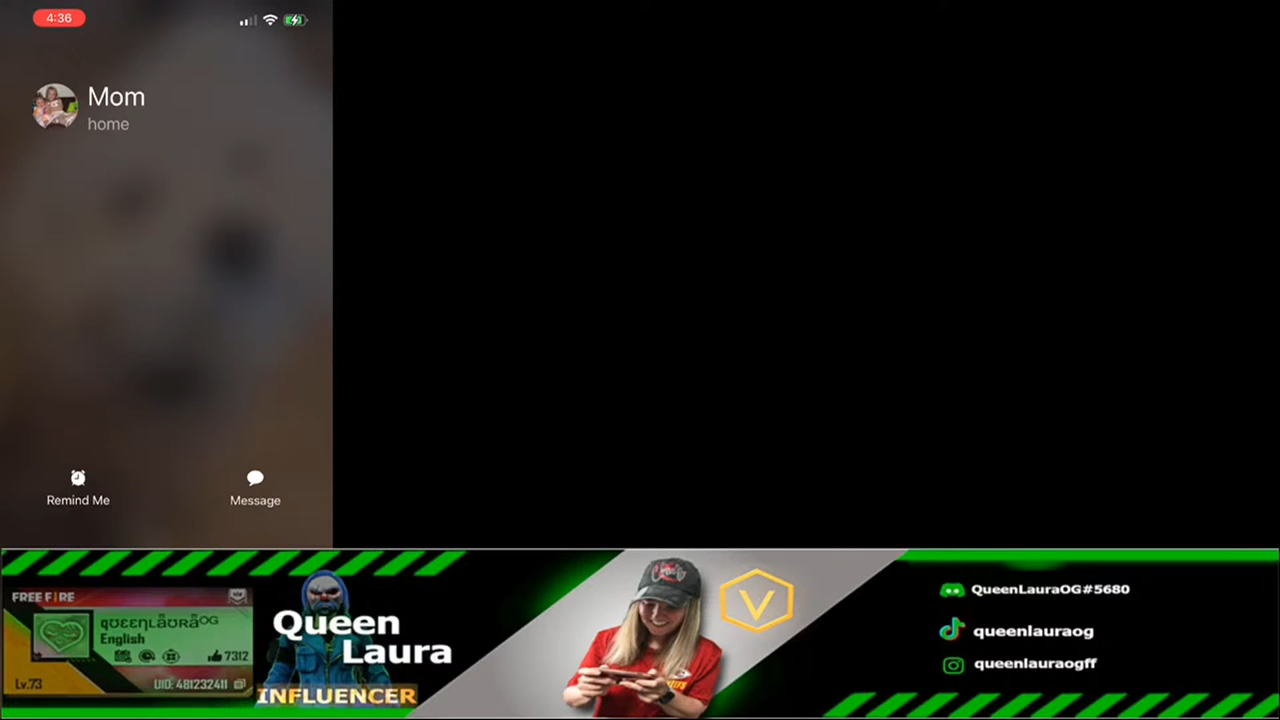 4:36
Mom
home
Remind Me
Message
FREE FIRE
qυεεηLåυråᴼᴳ
English
7312
Lv.73
UID: 481232411
Queen
Laura
INFLUENCER
V
QueenLauraOG#5680
queenlauraog
queenlauraogff